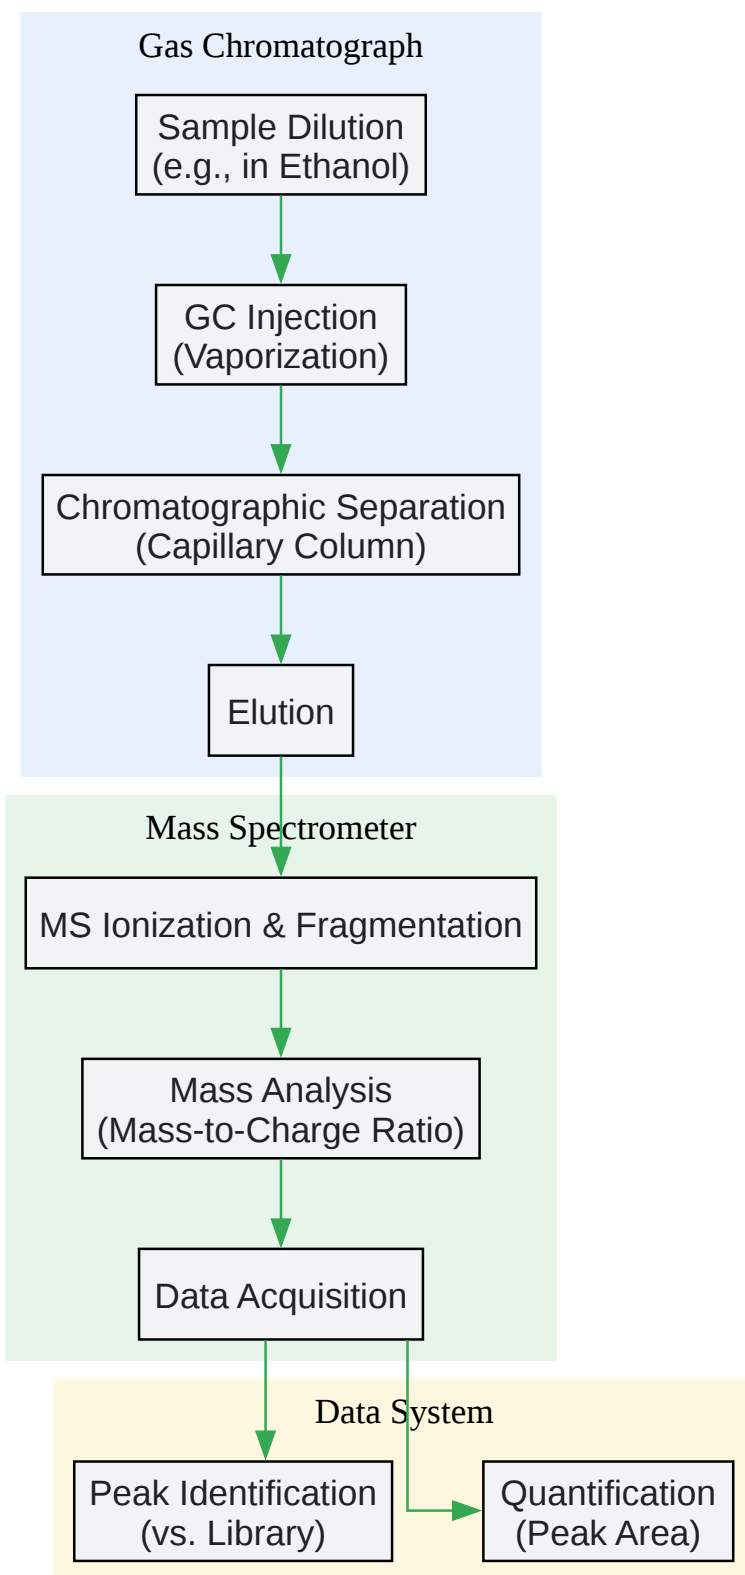 Gas Chromatograph
Sample Dilution
(e.g., in Ethanol)
GC Injection
(Vaporization)
Chromatographic Separation
(Capillary Column)
Elution
Mass Spectrometer
MS Ionization & Fragmentation
Mass Analysis
(Mass-to-Charge Ratio)
Data Acquisition
Data System
Peak Identification
(vs. Library)
Quantification
(Peak Area)